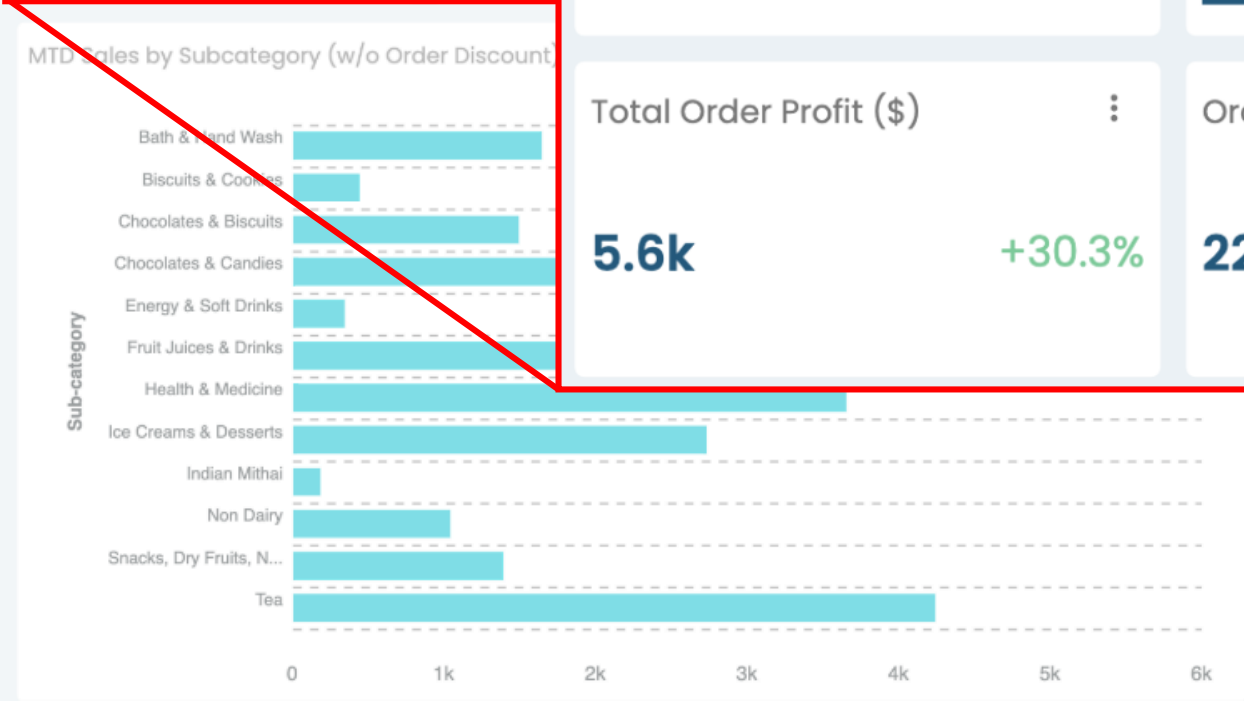 MTD Sales by Subcategory (w/o Order Discount)
Bath & Hand Wash
Biscuits & Cookies
Chocolates & Biscuits
Chocolates & Candies
Energy & Soft Drinks
Fruit Juices & Drinks
Health & Medicine
Ice Creams & Desserts
Indian Mithai
Non Dairy
Snacks, Dry Fruits, N...
Tea
Sub-category
0 1k 2k 3k 4k 5k 6k
Total Order Profit ($)
5.6k +30.3%